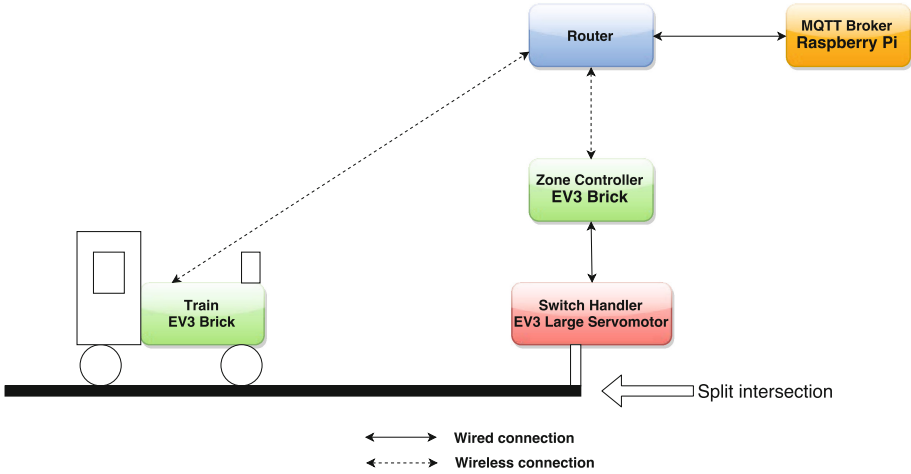 Router
MQTT Broker
Raspberry Pi
Zone Controller
EV3 Brick
Train
EV3 Brick
Switch Handler
EV3 Large Servomotor
Split intersection
Wired connection
Wireless connection